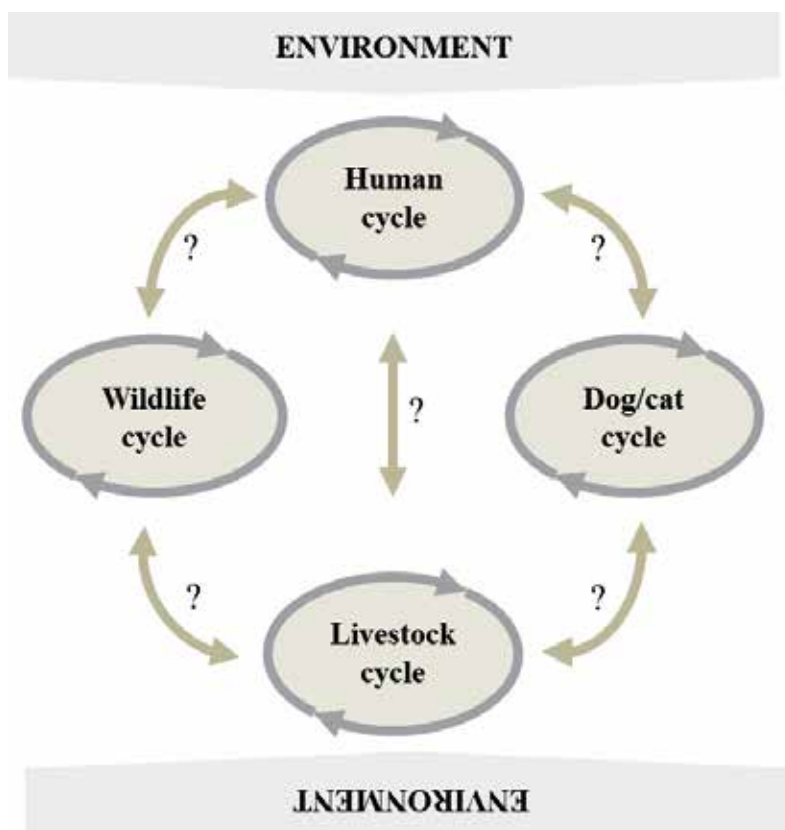 ENVIRONMENT
Human
cycle
?
?
Wildlife
cycle
?
Dog/cat
cycle
?
?
Livestock
cycle
ENVIRONMENT